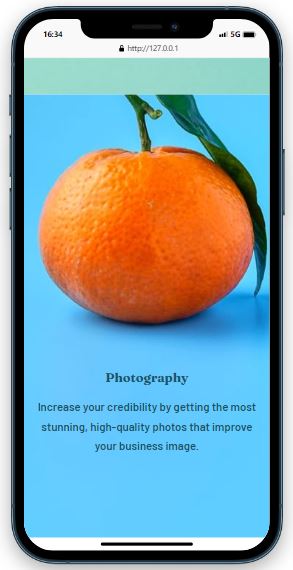 16:34
5G
http://127.0.0.1
Photography
Increase your credibility by getting the most
stunning, high-quality photos that improve
your business image.